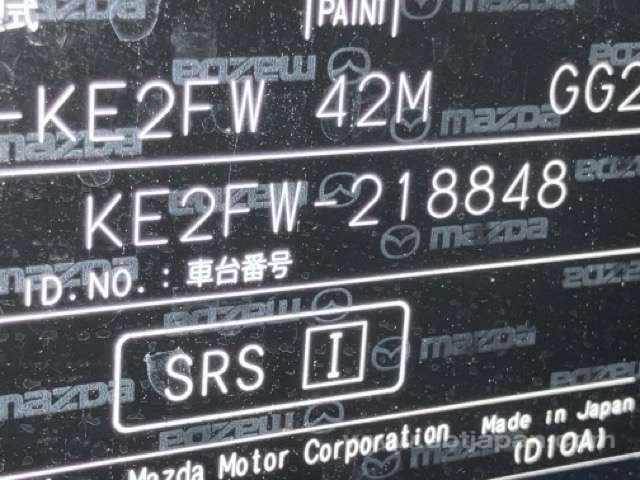 式 PAINT
-KE2FW 42M GG2
KE2FW-218848
ID.NO.:車台番号
SRS I
Mazda Motor Corporation Made in Japan
(D10A)